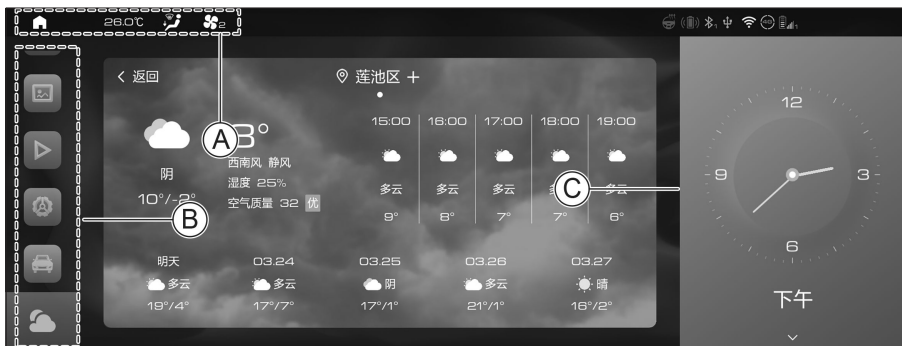 26.0℃ 2
1 4G 1
返回
莲池区 +
A
3°
西南风 静风
湿度 25%
空气质量 32 优
阴
10°/-2°
B
15:00 16:00 17:00 18:00 19:00
多云 多云 多云 多云
9° 8° 7° 7° 6°
C
明天 03.24 03.25 03.26 03.27
多云 多云 阴 多云 晴
19°/4° 17°/7° 17°/1° 21°/1° 16°/2°
12
9 3
6
下午